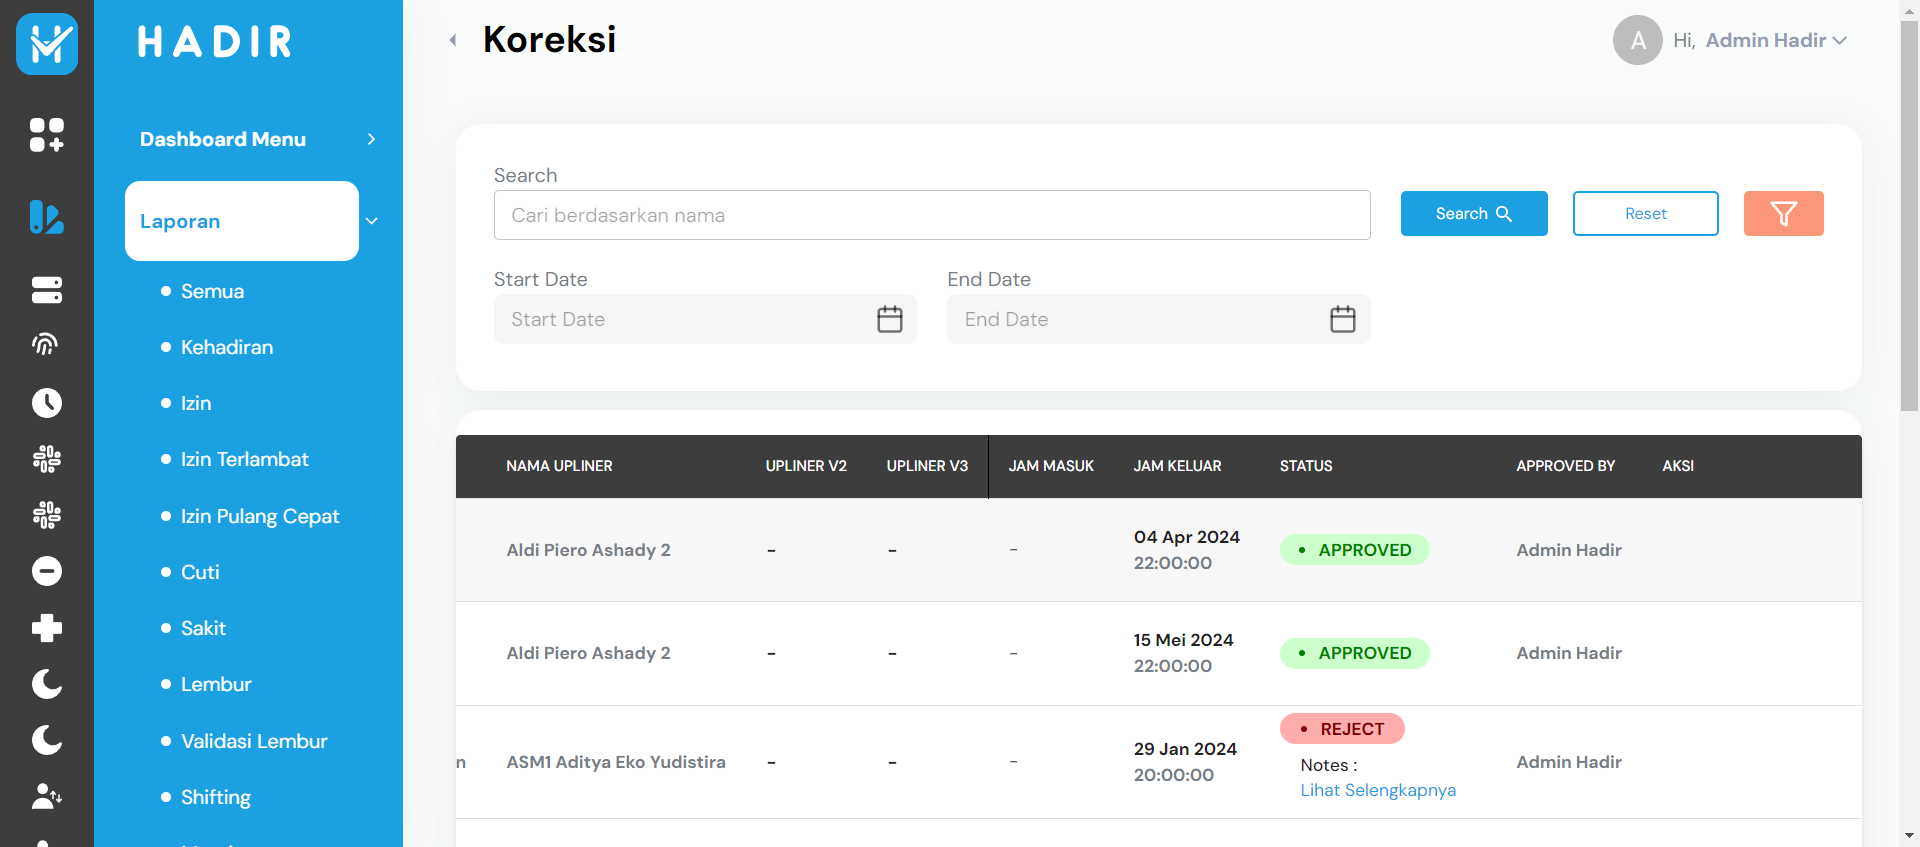 HADIR
Koreksi
A
Hi, Admin Hadir
Dashboard Menu
Laporan
Semua
Kehadiran
Izin
Izin Terlambat
Izin Pulang Cepat
Cuti
Sakit
Lembur
Validasi Lembur
Shifting
Search
Cari berdasarkan nama
Search
Reset
Start Date
End Date
Start Date
End Date
NAMA UPLINER UPLINER V2 UPLINER V3 JAM MASUK JAM KELUAR STATUS APPROVED BY AKSI
Aldi Piero Ashady 2 - - - 04 Apr 2024 22:00:00 • APPROVED Admin Hadir
Aldi Piero Ashady 2 - - - 15 Mei 2024 22:00:00 • APPROVED Admin Hadir
n ASM1 Aditya Eko Yudistira - - - 29 Jan 2024 20:00:00 • REJECT Admin Hadir
Notes :
Lihat Selengkapnya